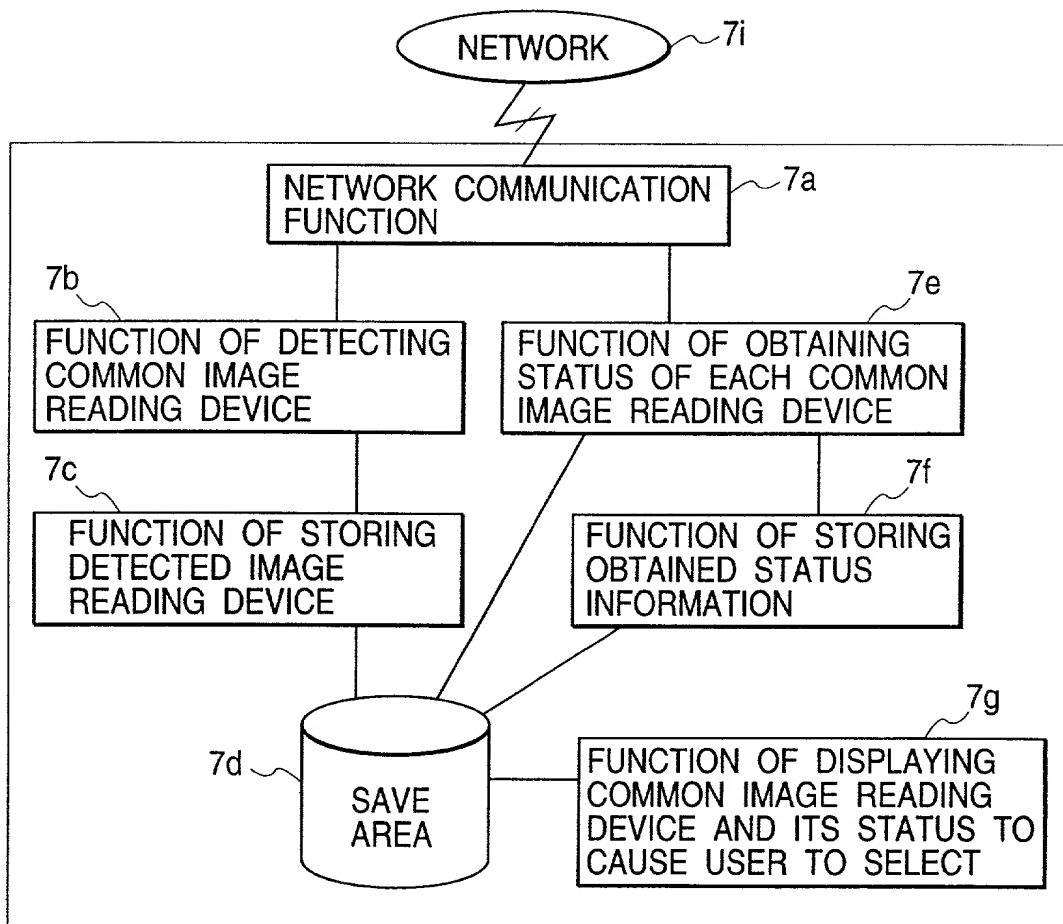 NETWORK
7i
NETWORK COMMUNICATION
FUNCTION
7a
7b
FUNCTION OF DETECTING
COMMON IMAGE
READING DEVICE
7e
FUNCTION OF OBTAINING
STATUS OF EACH COMMON
IMAGE READING DEVICE
7c
FUNCTION OF STORING
DETECTED IMAGE
READING DEVICE
7f
FUNCTION OF STORING
OBTAINED STATUS
INFORMATION
7d
SAVE
AREA
7g
FUNCTION OF DISPLAYING
COMMON IMAGE READING
DEVICE AND ITS STATUS TO
CAUSE USER TO SELECT